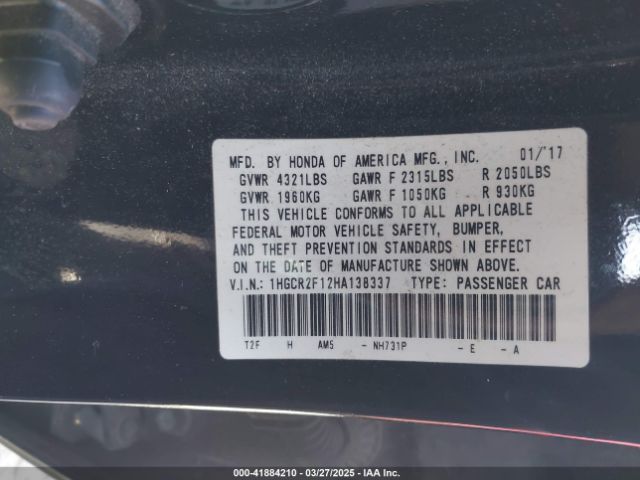 MFD. BY HONDA OF AMERICA MFG., INC. 01/'17
GVWR 4321LBS GAWR F 2315LBS R 2050LBS
GVWR 1960KG GAWR F 1050KG R 930KG
THIS VEHICLE CONFORMS TO ALL APPLICABLE
FEDERAL MOTOR VEHICLE SAFETY, BUMPER,
AND THEFT PREVENTION STANDARDS IN EFFECT
ON THE DATE OF MANUFACTURE SHOWN ABOVE.
V.I.N.: 1HGCR2F12HA138337 TYPE: PASSENGER CAR
T2F H AM5 - NH731P - E - A
000-41884210 - 03/27/2025 - IAA Inc.